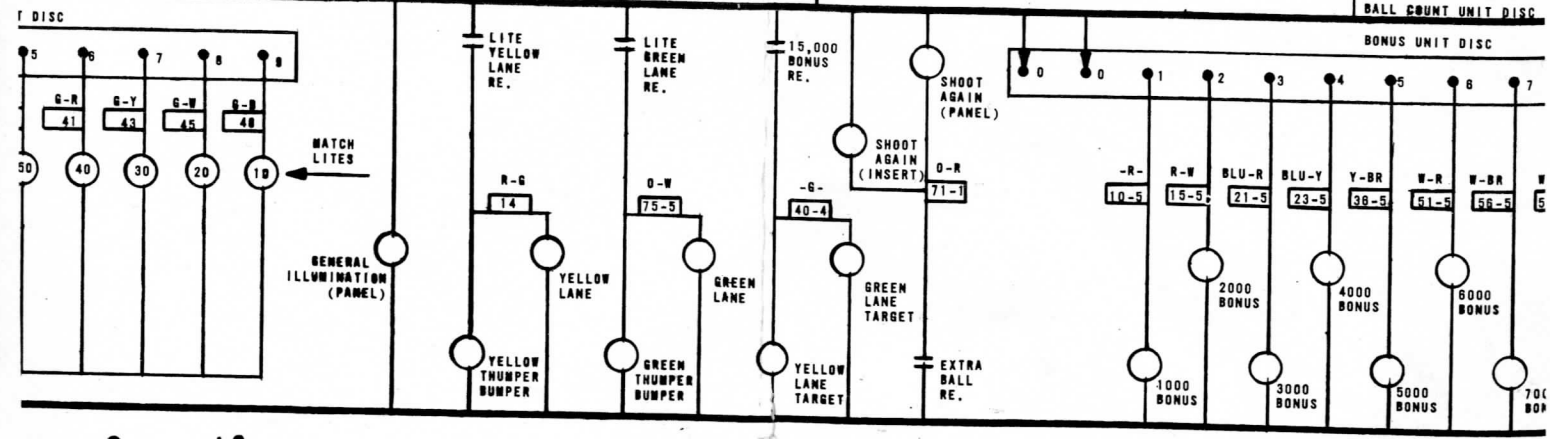 T DISC
BALL COUNT UNIT DISC
BONUS UNIT DISC
5
6
7
8
9
G-R
41
G-Y
43
G-W
45
G-B
48
50
40
30
20
10
MATCH
LITES
GENERAL
ILLUMINATION
(PANEL)
LITE
YELLOW
LANE
RE.
R-G
14
YELLOW
LANE
YELLOW
THUMPER
BUMPER
LITE
GREEN
LANE
RE.
O-W
75-5
GREEN
LANE
GREEN
THUMPER
BUMPER
15,000
BONUS
RE.
-G-
40-4
GREEN
LANE
TARGET
YELLOW
LANE
TARGET
SHOOT
AGAIN
(INSERT)
SHOOT
AGAIN
(PANEL)
O-R
71-1
EXTRA
BALL
RE.
0
0
1
2
3
4
5
6
7
-R-
10-5
R-W
15-5
BLU-R
21-5
BLU-Y
23-5
Y-BR
36-5
W-R
51-5
W-BR
56-5
W
5
2000
BONUS
4000
BONUS
6000
BONUS
1000
BONUS
3000
BONUS
5000
BONUS
700
BON